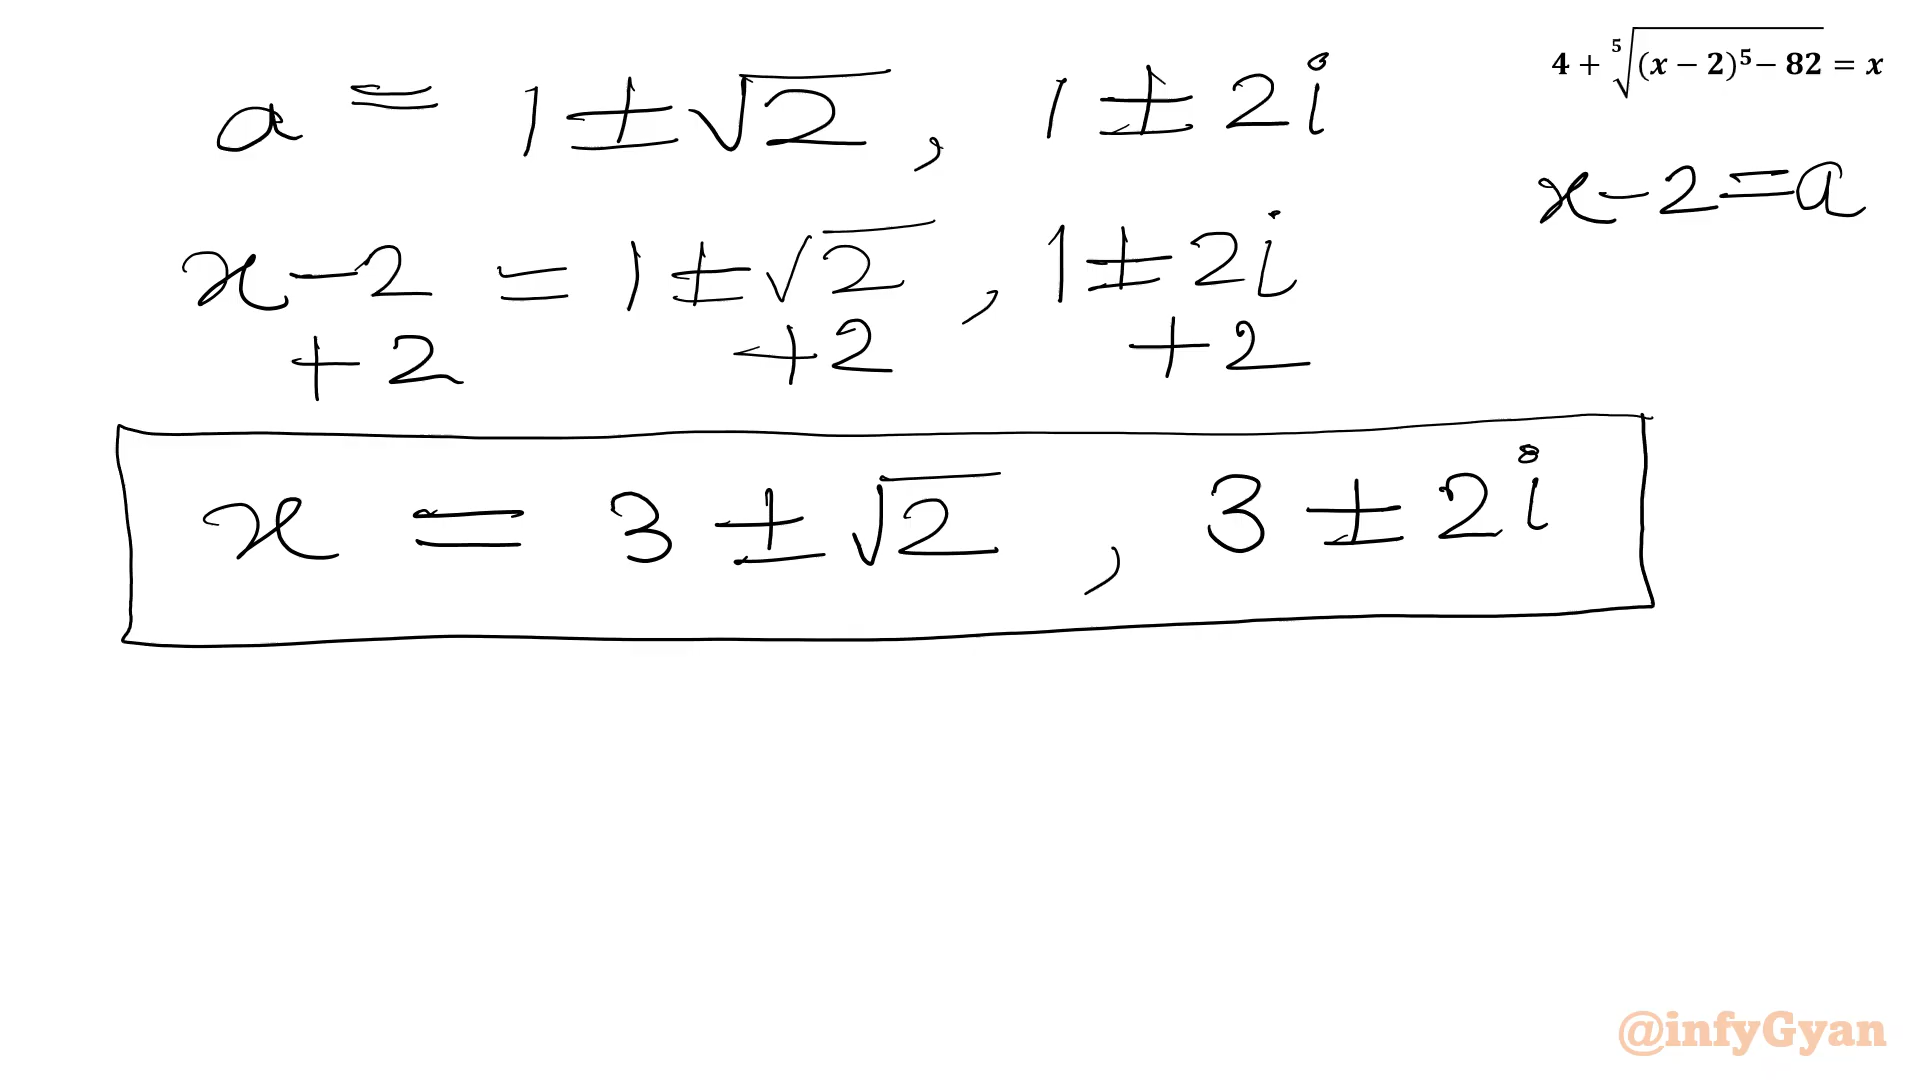 4 + ⁵√((x − 2)⁵ − 82) = x
a = 1 ± √2 , 1 ± 2i
x − 2 = a
x − 2 = 1 ± √2 , 1 ± 2i
+ 2 + 2 + 2
x = 3 ± √2 , 3 ± 2i
@infyGyan